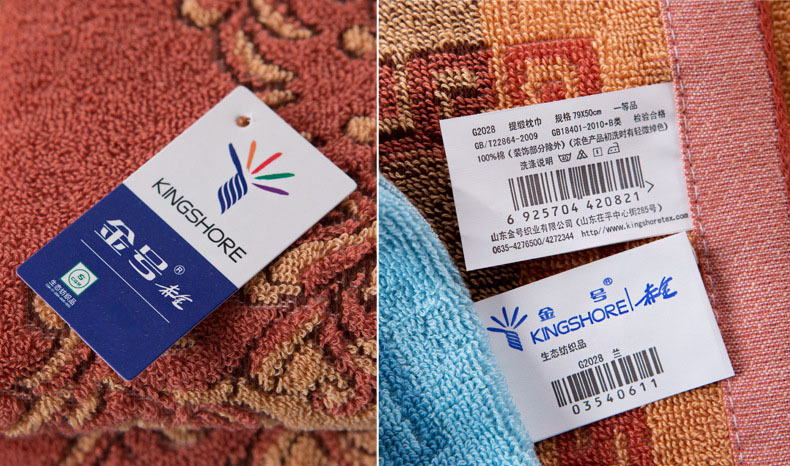 KINGSHORE
金号®
赤金
生态纺织品
G2028 提缎枕巾 规格 79X50cm 一等品
GB/T22864-2009 GB18401-2010·B类 检验合格
100%棉（装饰部分除外）（浓色产品初洗时有轻微掉色）
洗涤说明
6 925704 420821
山东金号织业有限公司（山东茌平中心街285号）
0635-4276500/4272344 http//www.kingshoretex.com
金号®
KINGSHORE 赤金
生态纺织品
G2028 兰
03540611